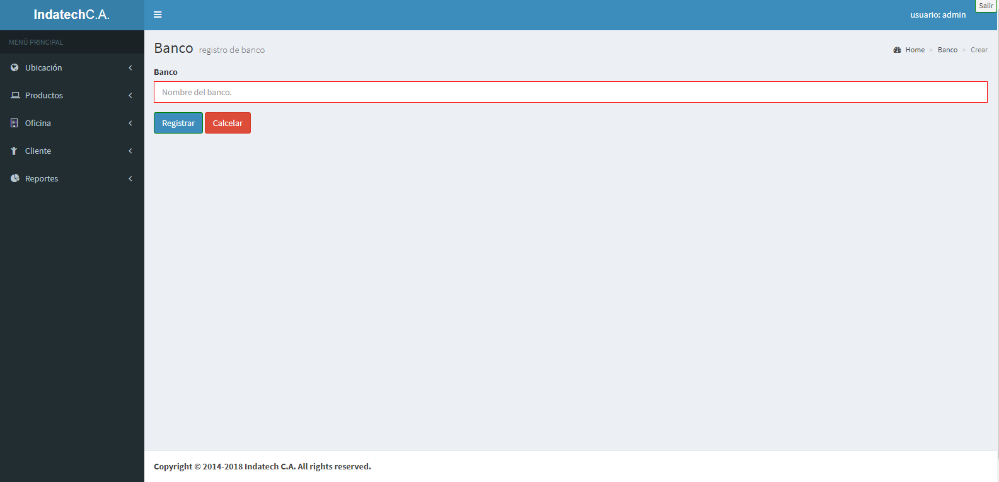 IndatechC.A.
usuario: admin
Salir
MENÚ PRINCIPAL
Ubicación
Productos
Oficina
Cliente
Reportes
Banco registro de banco
Home > Banco > Crear
Banco
Nombre del banco.
Registrar
Calcelar
Copyright © 2014-2018 Indatech C.A. All rights reserved.